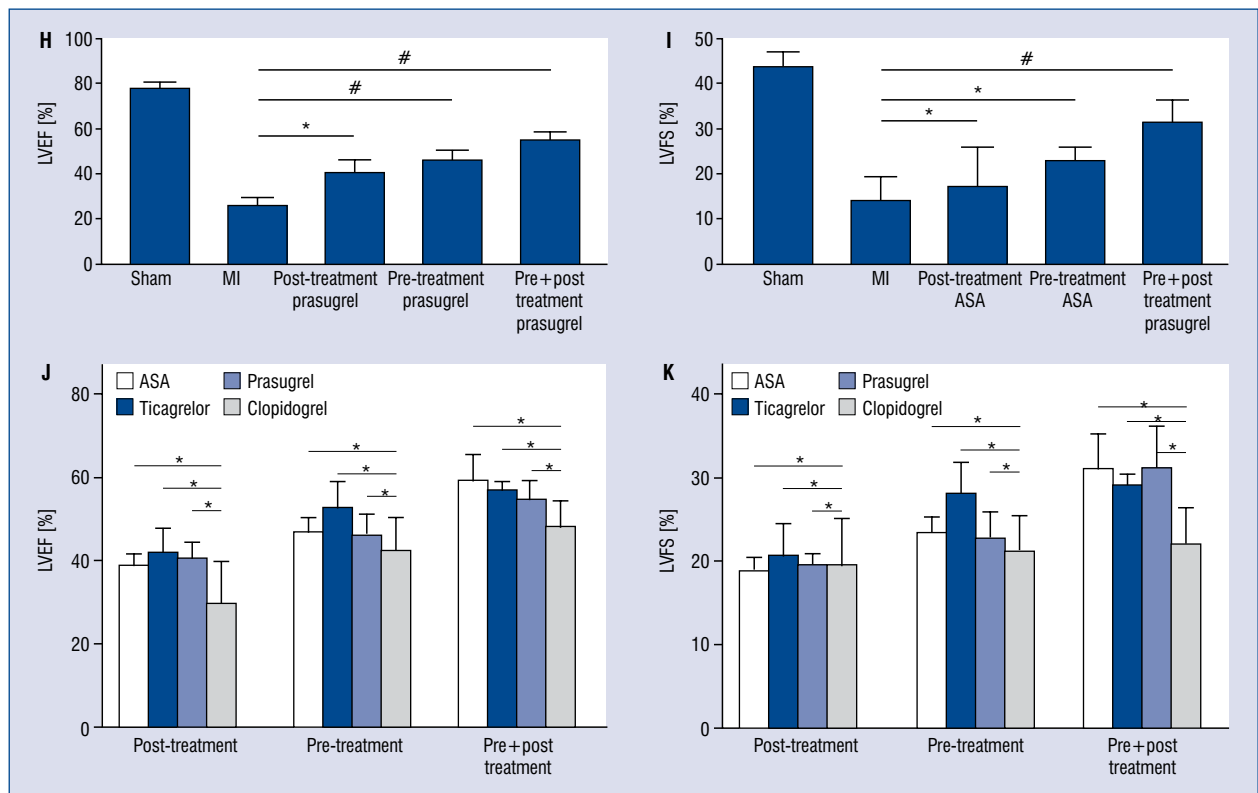 H
LVEF [%]
100
80
60
40
20
0
#
#
*
Sham
MI
Post-treatment
prasugrel
Pre-treatment
prasugrel
Pre+post
treatment
prasugrel
I
LVFS [%]
50
40
30
20
10
0
#
*
*
Sham
MI
Post-treatment
ASA
Pre-treatment
ASA
Pre+post
treatment
prasugrel
J
LVEF [%]
80
60
40
20
0
ASA
Prasugrel
Ticagrelor
Clopidogrel
*
*
*
*
*
*
*
*
*
Post-treatment
Pre-treatment
Pre+post
treatment
K
LVFS [%]
40
30
20
10
0
ASA
Prasugrel
Ticagrelor
Clopidogrel
*
*
*
*
*
*
*
*
*
Post-treatment
Pre-treatment
Pre+post
treatment